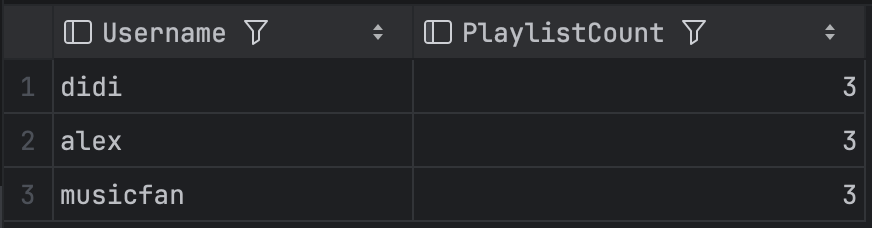 Username PlaylistCount
1 didi 3
2 alex 3
3 musicfan 3